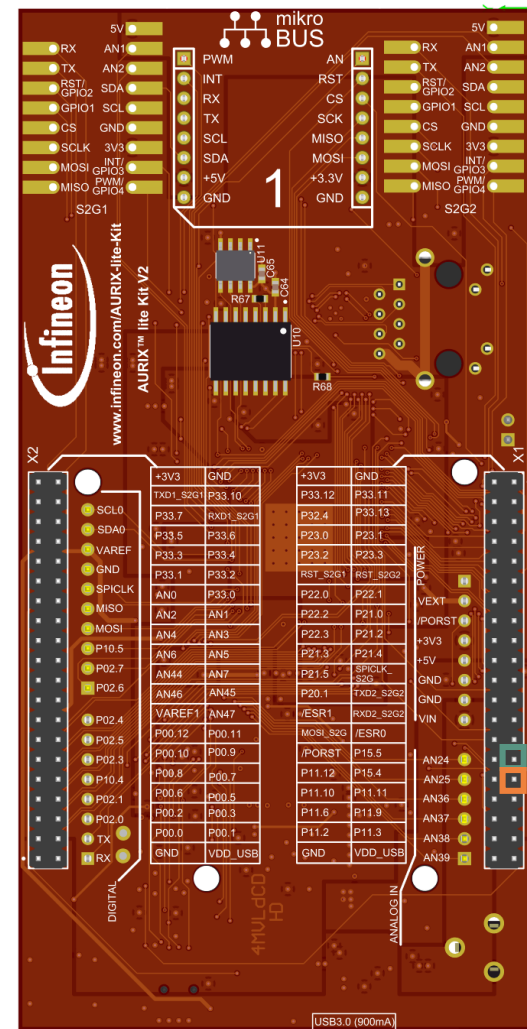 mikro
BUS
5V
RX AN1
TX AN2
RST/
GPIO2 SDA
GPIO1 SCL
CS GND
SCLK 3V3
MOSI INT/
GPIO3
MISO PWM/
GPIO4
S2G1
PWM AN
INT RST
RX CS
TX SCK
SCL MISO
SDA MOSI
+5V +3.3V
GND GND
1
5V
RX AN1
TX AN2
RST/
GPIO2 SDA
GPIO1 SCL
CS GND
SCLK 3V3
MOSI INT/
GPIO3
MISO PWM/
GPIO4
S2G2
Infineon
www.infineon.com/AURIX-lite-Kit
AURIX™ lite Kit V2
U11
C65
C64
R67
U10
R68
X2
X1
SCL0
SDA0
VAREF
GND
SPICLK
MISO
MOSI
P10.5
P02.7
P02.6
P02.4
P02.5
P02.3
P10.4
P02.1
P02.0
TX
RX
DIGITAL
+3V3 GND
TXD1_S2G1 P33.10
P33.7 RXD1_S2G1
P33.5 P33.6
P33.3 P33.4
P33.1 P33.2
AN0 P33.0
AN2 AN1
AN4 AN3
AN6 AN5
AN44 AN7
AN46 AN45
VAREF1 AN47
P00.12 P00.11
P00.10 P00.9
P00.8 P00.7
P00.6 P00.5
P00.2 P00.3
P00.0 P00.1
GND VDD_USB
+3V3 GND
P33.12 P33.11
P32.4 P33.13
P23.0 P23.1
P23.2 P23.3
RST_S2G1 RST_S2G2
P22.0 P22.1
P22.2 P21.0
P22.3 P21.2
P21.3 P21.4
P21.5 SPICLK_
S2G
P20.1 TXD2_S2G2
/ESR1 RXD2_S2G2
MOSI_S2G /ESR0
/PORST P15.5
P11.12 P15.4
P11.10 P11.11
P11.6 P11.9
P11.2 P11.3
GND VDD_USB
POWER
VEXT
/PORST
+3V3
+5V
GND
GND
VIN
AN24
AN25
AN36
AN37
AN38
AN39
ANALOG IN
4MVLdCD
HD
USB3.0 (900mA)